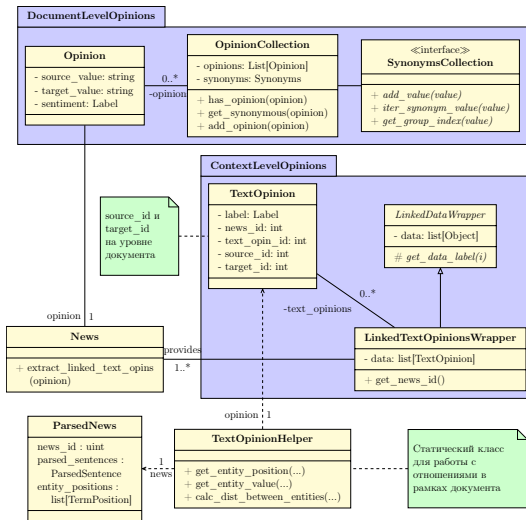 DocumentLevelOpinions
Opinion
- source_value: string
- target_value: string
- sentiment: Label
0..*
-opinion
OpinionCollection
- opinions: List[Opinion]
- synonyms: Synonyms
+ has_opinion(opinion)
+ get_synonymous(opinion)
+ add_opinion(opinion)
≪interface≫
SynonymsCollection
+ add_value(value)
+ iter_synonym_value(value)
+ get_group_index(value)
ContextLevelOpinions
source_id и
target_id
на уровне
документа
TextOpinion
- label: Label
- news_id: int
- text_opin_id: int
- source_id: int
- target_id: int
LinkedDataWrapper
- data: list[Object]
# get_data_label(i)
0..*
-text_opinions
opinion 1
News
+ extract_linked_text_opins
(opinion)
provides
1..*
LinkedTextOpinionsWrapper
- data: list[TextOpinion]
+ get_news_id()
opinion 1
ParsedNews
news_id : uint
parsed_sentences :
ParsedSentence
entity_positions :
list[TermPosition]
1
news
TextOpinionHelper
+ get_entity_position(...)
+ get_entity_value(...)
+ calc_dist_between_entities(...)
Статический класс
для работы с
отношениями в
рамках документа